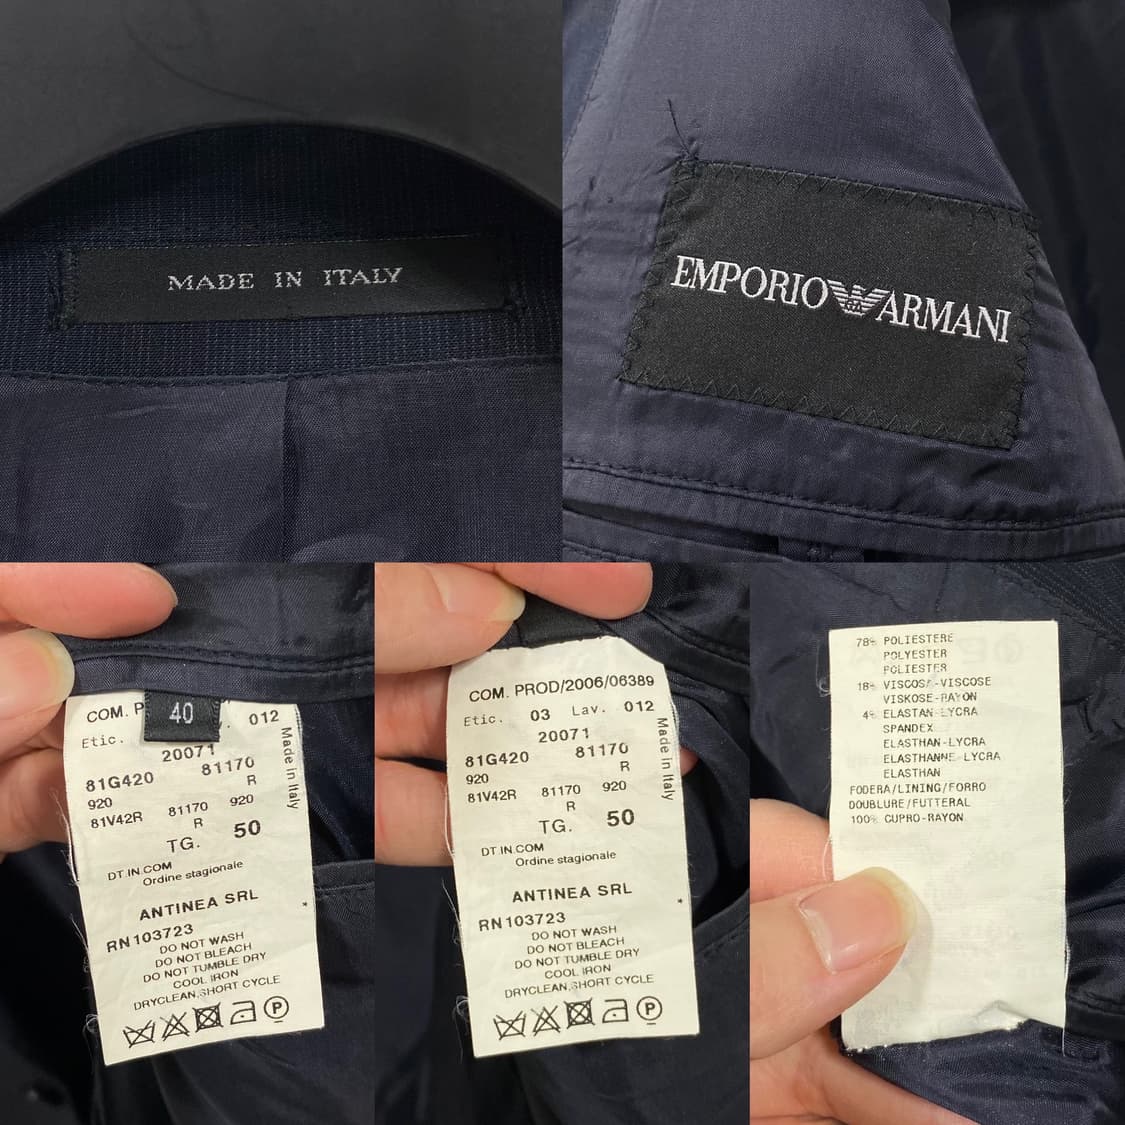 MADE IN ITALY
EMPORIO ARMANI
40
COM. P
. 012
Etic.
20071
81G420 81170
920 R
81V42R 81170 920
R
TG. 50
DT.IN.COM
Ordine stagionale
ANTINEA SRL
*
RN103723
DO NOT WASH
DO NOT BLEACH
DO NOT TUMBLE DRY
COOL IRON
DRYCLEAN,SHORT CYCLE
P
Made in Italy
COM. PROD/2006/06389
Etic. 03 Lav. 012
20071
81G420 81170
920 R
81V42R 81170 920
R
TG. 50
DT.IN.COM
Ordine stagionale
ANTINEA SRL
*
RN103723
DO NOT WASH
DO NOT BLEACH
DO NOT TUMBLE DRY
COOL IRON
DRYCLEAN,SHORT CYCLE
P
Made in Italy
78% POLIESTERE
POLYESTER
POLIESTER
18% VISCOSA-VISCOSE
VISKOSE-RAYON
4% ELASTAN-LYCRA
SPANDEX
ELASTHAN-LYCRA
ELASTHANNE-LYCRA
ELASTHAN
FODERA/LINING/FORRO
DOUBLURE/FUTTERAL
100% CUPRO-RAYON